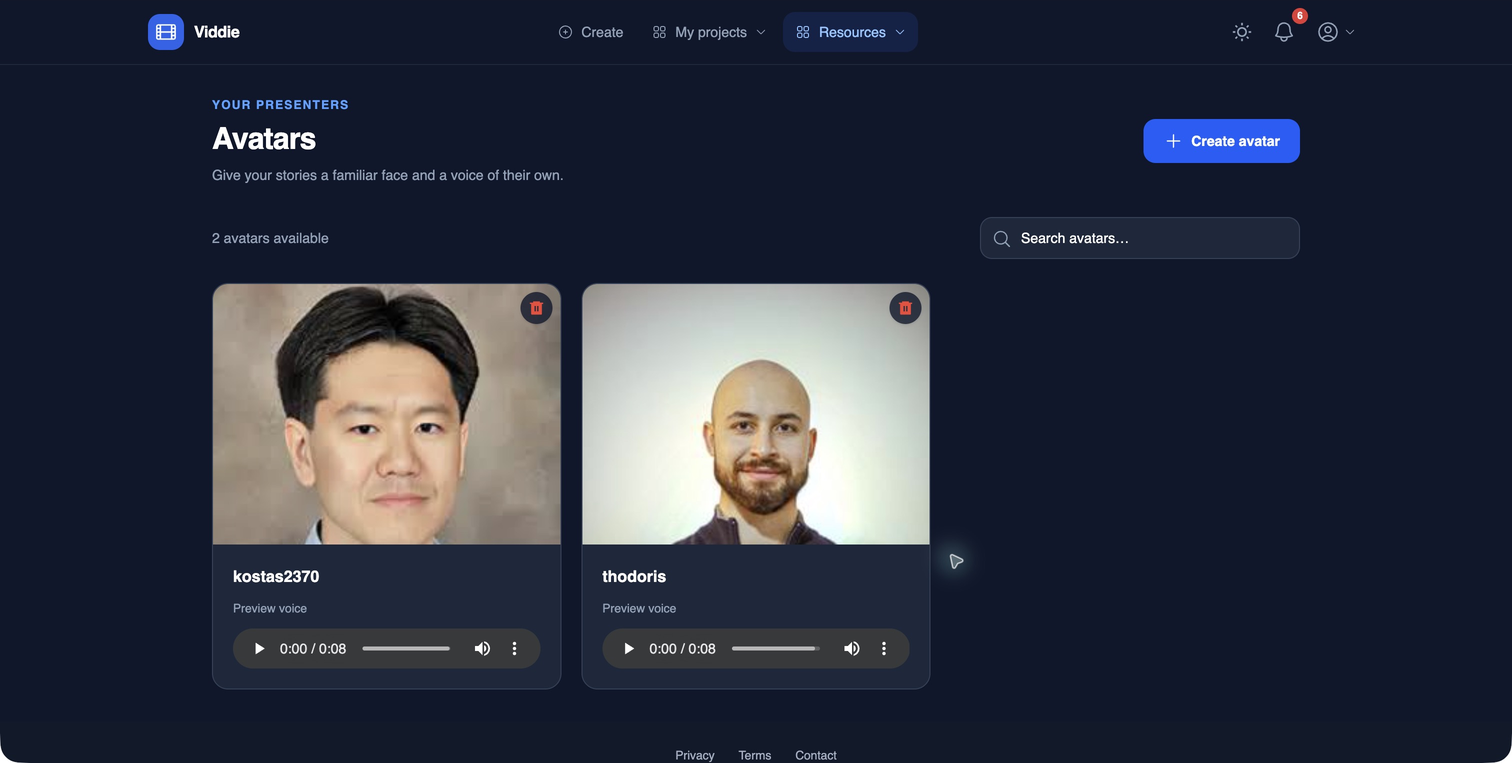 Viddie
Create
My projects
Resources
6
YOUR PRESENTERS
Avatars
Give your stories a familiar face and a voice of their own.
Create avatar
2 avatars available
Search avatars...
kostas2370
Preview voice
0:00 / 0:08
thodoris
Preview voice
0:00 / 0:08
Privacy
Terms
Contact